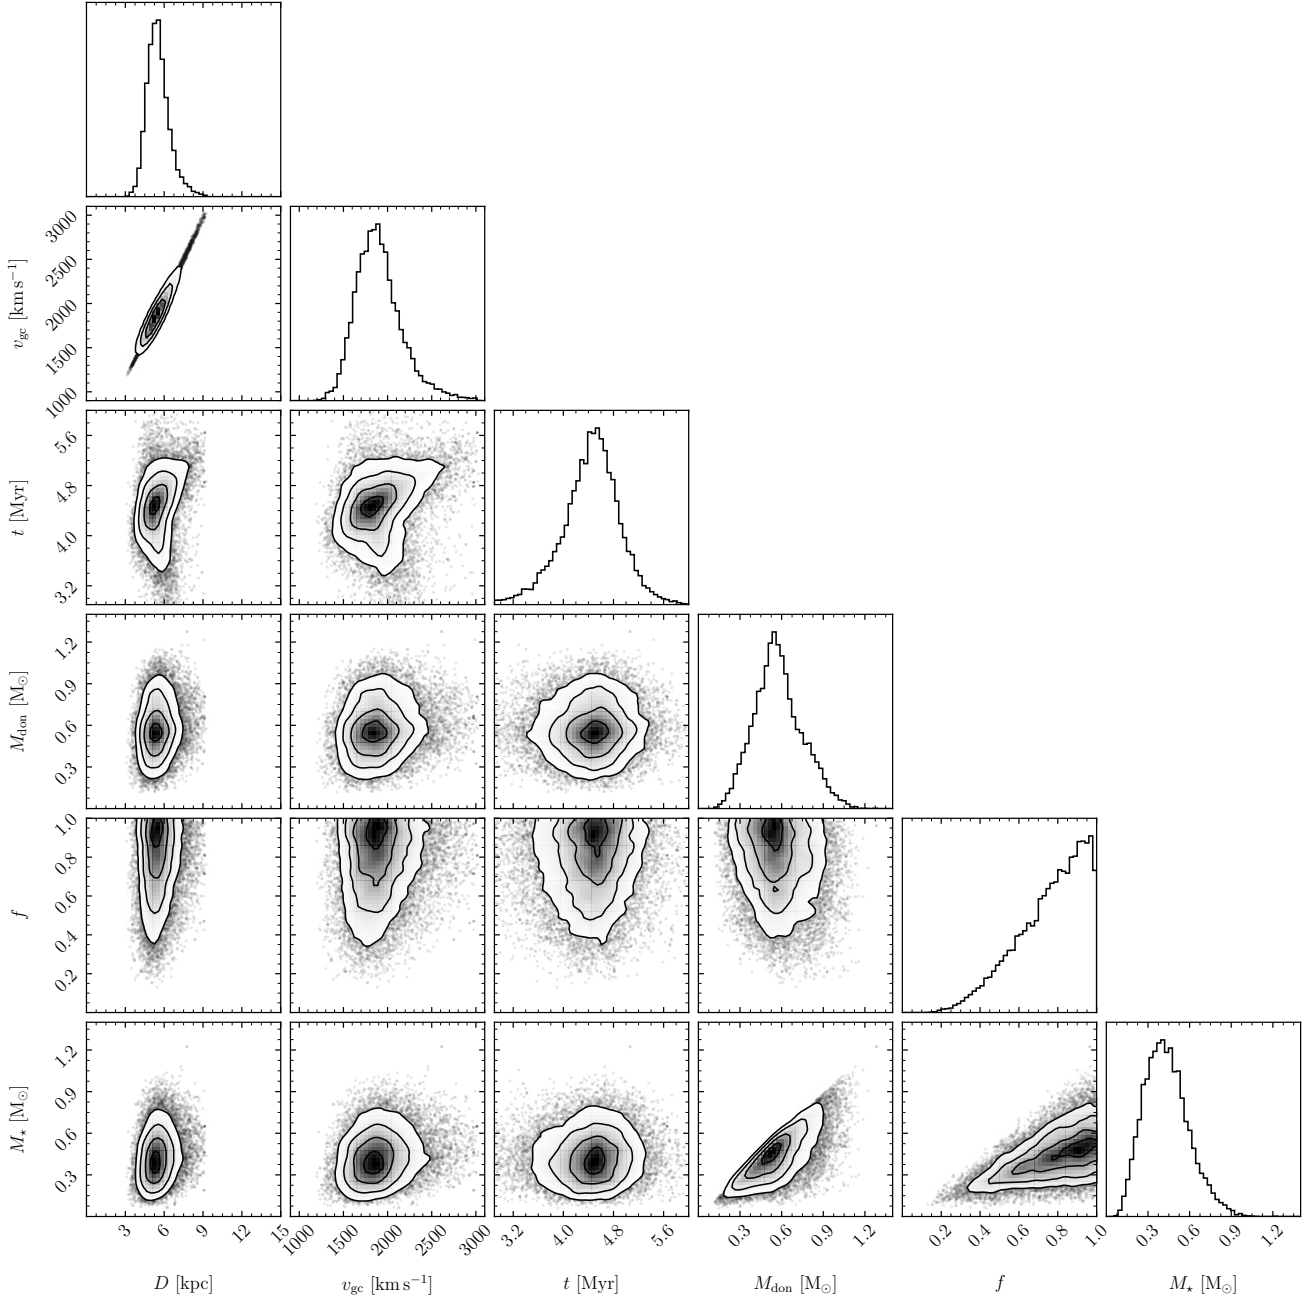 3000
2500
2000
1500
1000
v_gc [km s⁻¹]
5.6
4.8
4.0
3.2
t [Myr]
1.2
0.9
0.6
0.3
M_don [M_⊙]
1.0
0.8
0.6
0.4
0.2
f
1.2
0.9
0.6
0.3
M_⋆ [M_⊙]
3 6 9 12 15
1000 1500 2000 2500 3000
3.2 4.0 4.8 5.6
0.3 0.6 0.9 1.2
0.2 0.4 0.6 0.8 1.0
0.3 0.6 0.9 1.2
D [kpc]
v_gc [km s⁻¹]
t [Myr]
M_don [M_⊙]
f
M_⋆ [M_⊙]